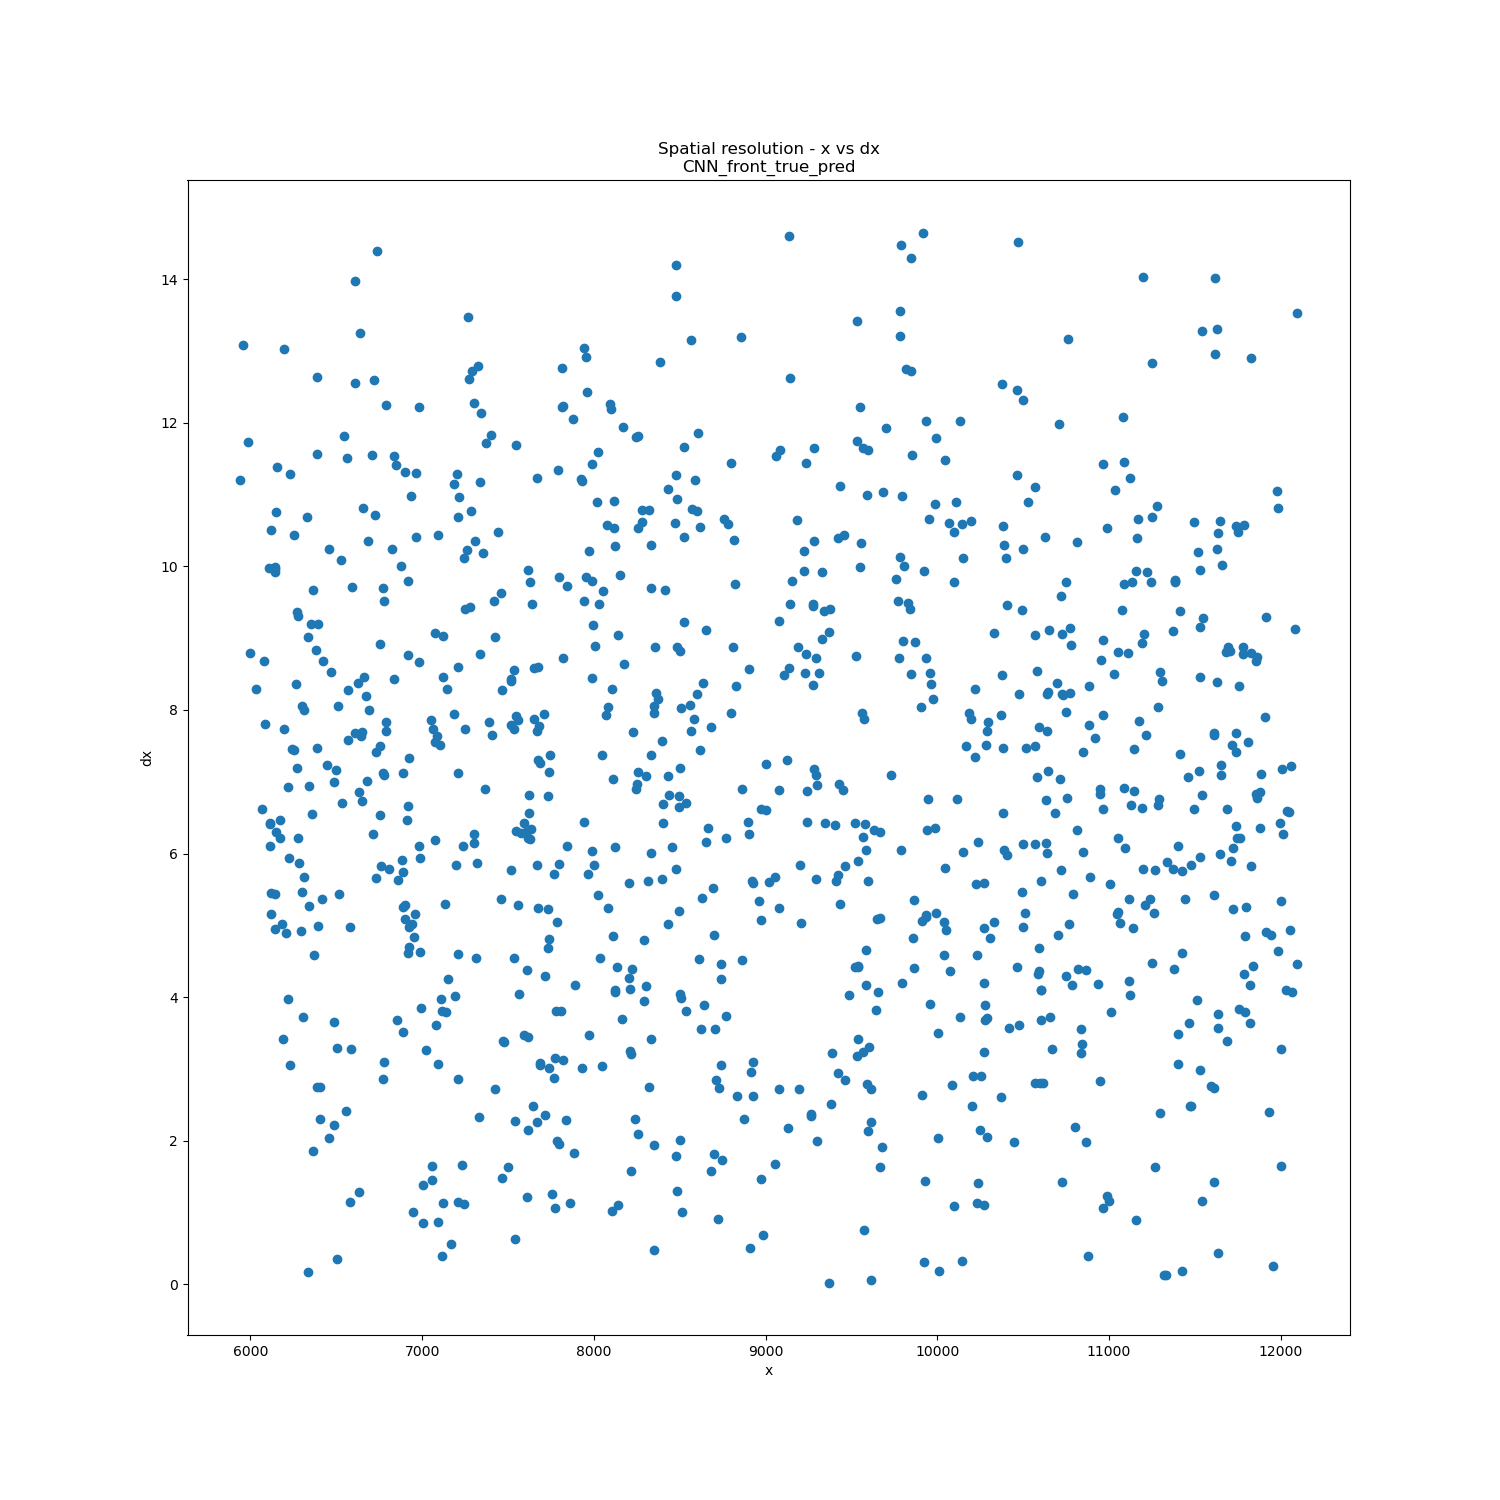 Spatial resolution - x vs dx
CNN_front_true_pred
14
12
10
8
6
4
2
0
dx
6000 7000 8000 9000 10000 11000 12000
x